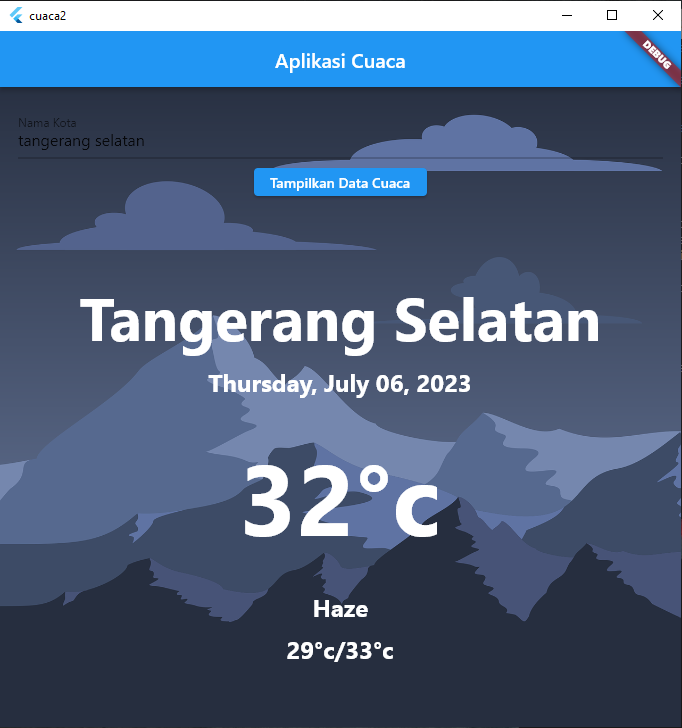 cuaca2
Aplikasi Cuaca
DEBUG
Nama Kota
tangerang selatan
Tampilkan Data Cuaca
Tangerang Selatan
Thursday, July 06, 2023
32°c
Haze
29°c/33°c